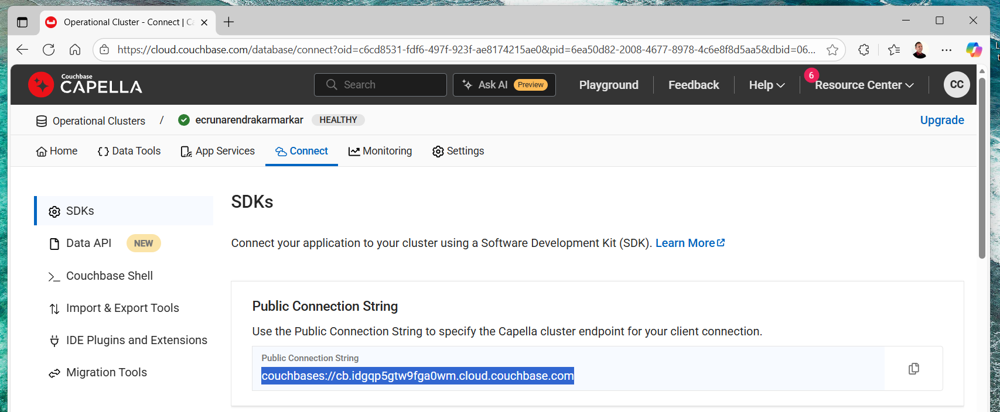 Operational Cluster - Connect | C
https://cloud.couchbase.com/database/connect?oid=c6cd8531-fdf6-497f-923f-ae8174215ae0&pid=6ea50d82-2008-4677-8978-4c6e8f8d5aa5&dbid=06...
Couchbase
CAPELLA
Search
Ask AI Preview
Playground
Feedback
Help
6
Resource Center
CC
Operational Clusters / ecrunarendrakarmarkar HEALTHY
Upgrade
Home
Data Tools
App Services
Connect
Monitoring
Settings
SDKs
Data API NEW
Couchbase Shell
Import & Export Tools
IDE Plugins and Extensions
Migration Tools
SDKs
Connect your application to your cluster using a Software Development Kit (SDK). Learn More
Public Connection String
Use the Public Connection String to specify the Capella cluster endpoint for your client connection.
Public Connection String
couchbases://cb.idgqp5gtw9fga0wm.cloud.couchbase.com